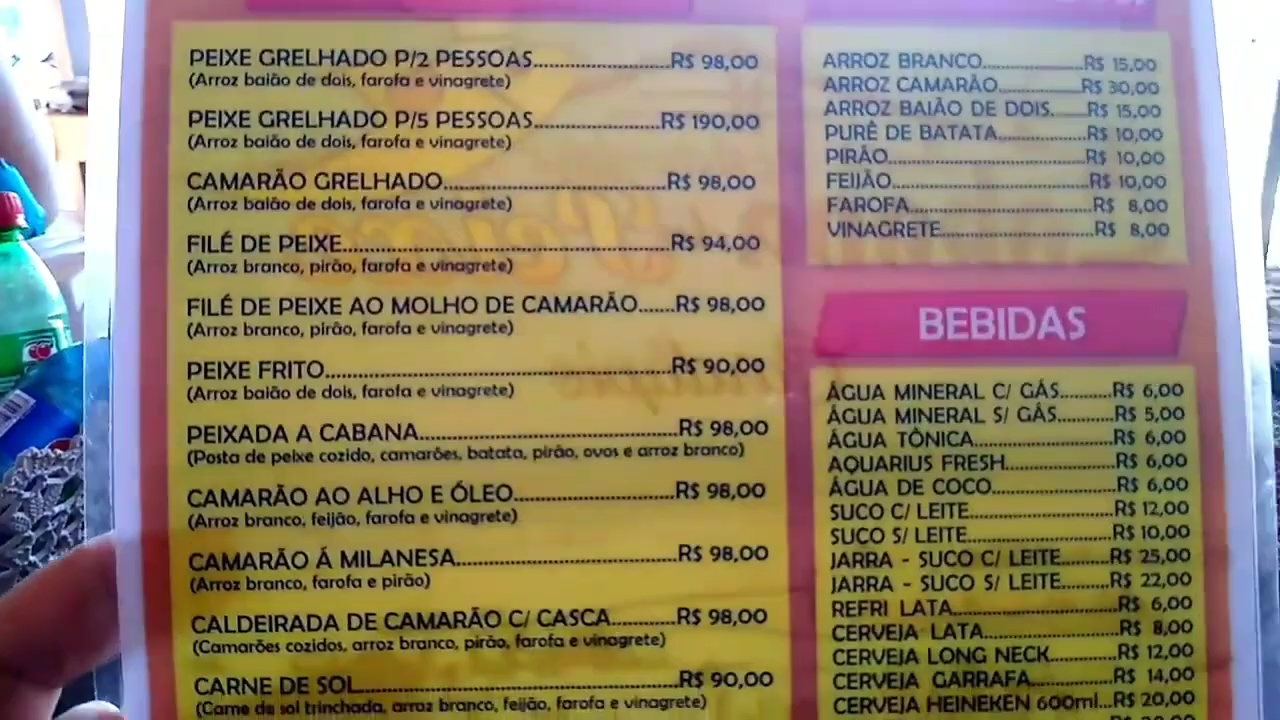 PEIXE GRELHADO P/2 PESSOAS.....................R$ 98,00
(Arroz baião de dois, farofa e vinagrete)
PEIXE GRELHADO P/5 PESSOAS...................R$ 190,00
(Arroz baião de dois, farofa e vinagrete)
CAMARÃO GRELHADO.................................R$ 98,00
(Arroz baião de dois, farofa e vinagrete)
FILÉ DE PEIXE................................................R$ 94,00
(Arroz branco, pirão, farofa e vinagrete)
FILÉ DE PEIXE AO MOLHO DE CAMARÃO......R$ 98,00
(Arroz branco, pirão, farofa e vinagrete)
PEIXE FRITO...................................................R$ 90,00
(Arroz baião de dois, farofa e vinagrete)
PEIXADA A CABANA......................................R$ 98,00
(Posta de peixe cozido, camarões, batata, pirão, ovos e arroz branco)
CAMARÃO AO ALHO E ÓLEO........................R$ 98,00
(Arroz branco, feijão, farofa e vinagrete)
CAMARÃO Á MILANESA.................................R$ 98,00
(Arroz branco, farofa e pirão)
CALDEIRADA DE CAMARÃO C/ CASCA..........R$ 98,00
(Camarões cozidos, arroz branco, pirão, farofa e vinagrete)
CARNE DE SOL................................................R$ 90,00
(Carne de sol trinchada, arroz branco, feijão, farofa e vinagrete)
ARROZ BRANCO.................R$ 15,00
ARROZ CAMARÃO..............R$ 30,00
ARROZ BAIÃO DE DOIS......R$ 15,00
PURÊ DE BATATA...............R$ 10,00
PIRÃO.................................R$ 10,00
FEIJÃO................................R$ 10,00
FAROFA..............................R$ 8,00
VINAGRETE.........................R$ 8,00
BEBIDAS
ÁGUA MINERAL C/ GÁS..........R$ 6,00
ÁGUA MINERAL S/ GÁS..........R$ 5,00
ÁGUA TÔNICA.......................R$ 6,00
AQUARIUS FRESH..................R$ 6,00
ÁGUA DE COCO....................R$ 6,00
SUCO C/ LEITE.......................R$ 12,00
SUCO S/ LEITE.......................R$ 10,00
JARRA - SUCO C/ LEITE.........R$ 25,00
JARRA - SUCO S/ LEITE.........R$ 22,00
REFRI LATA...........................R$ 6,00
CERVEJA LATA......................R$ 8,00
CERVEJA LONG NECK............R$ 12,00
CERVEJA GARRAFA................R$ 14,00
CERVEJA HEINEKEN 600ml...R$ 20,00